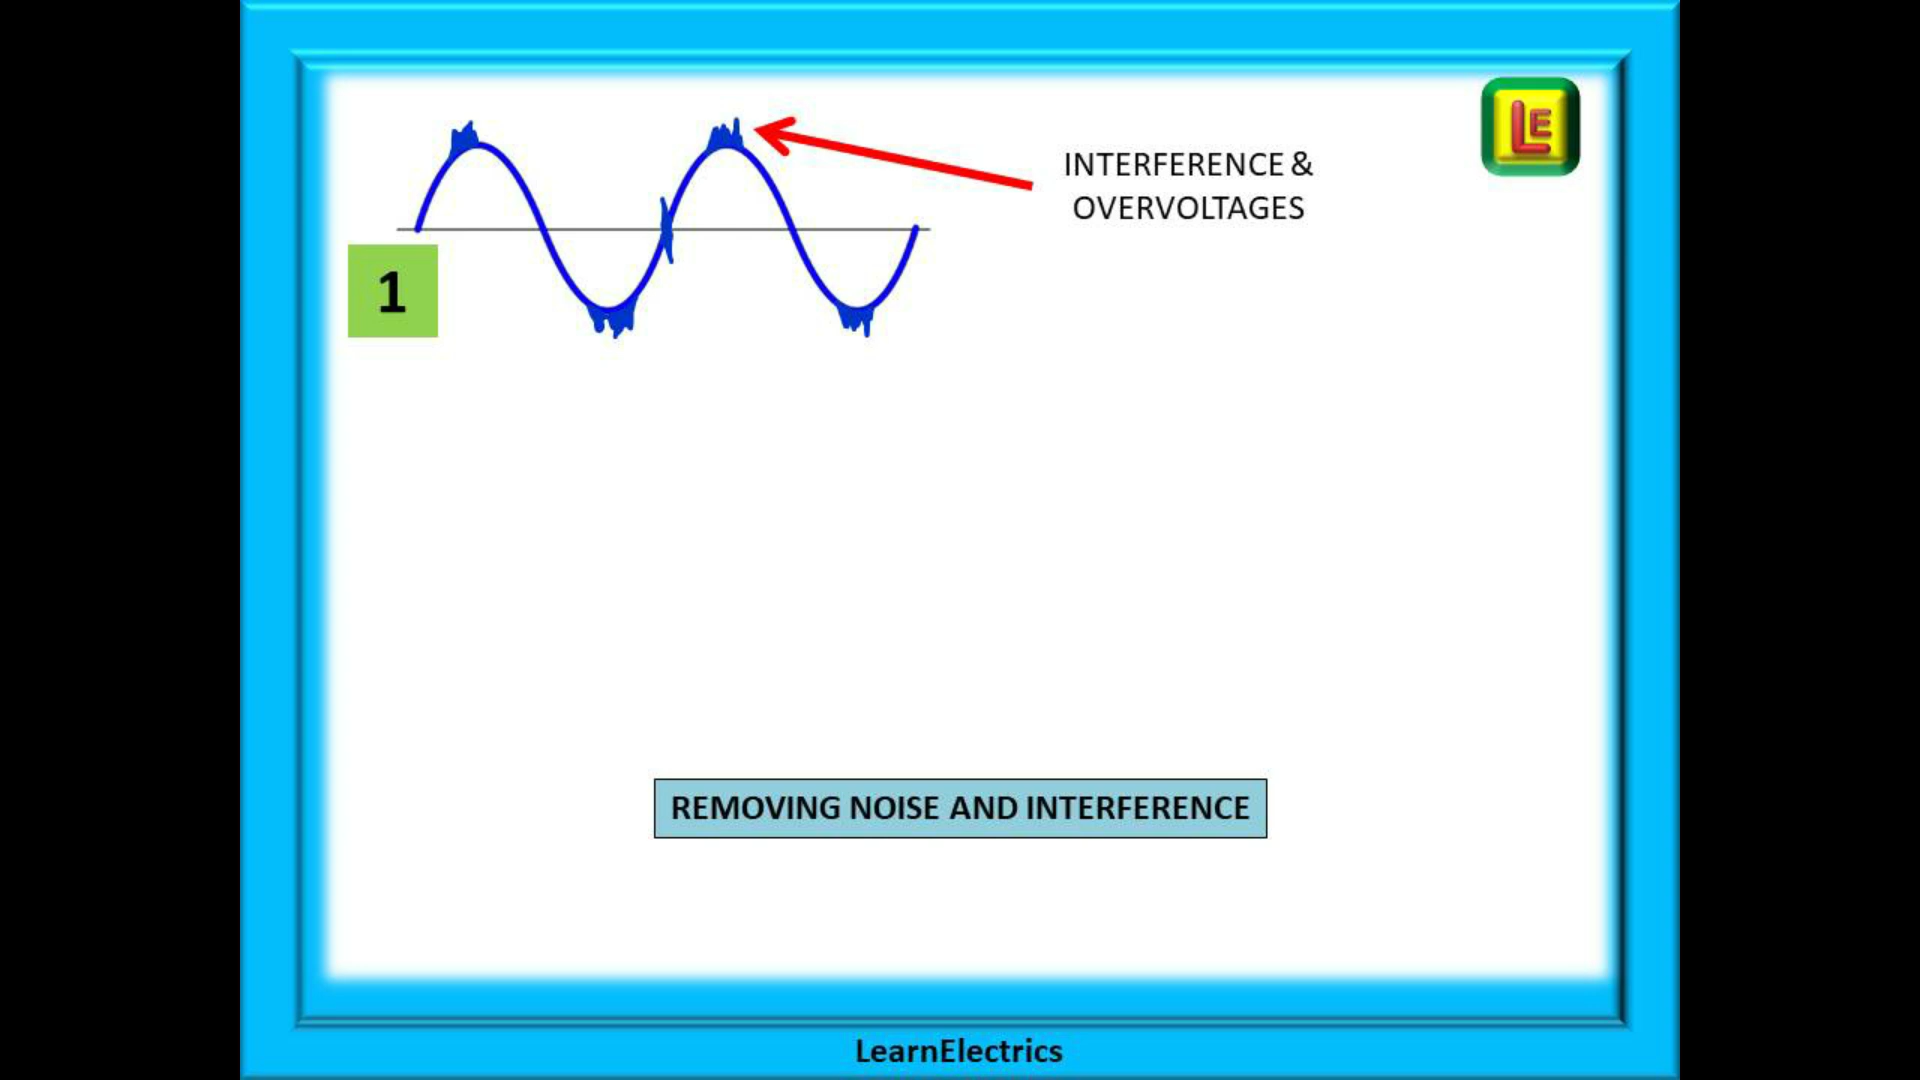 LE
INTERFERENCE &
OVERVOLTAGES
1
REMOVING NOISE AND INTERFERENCE
LearnElectrics